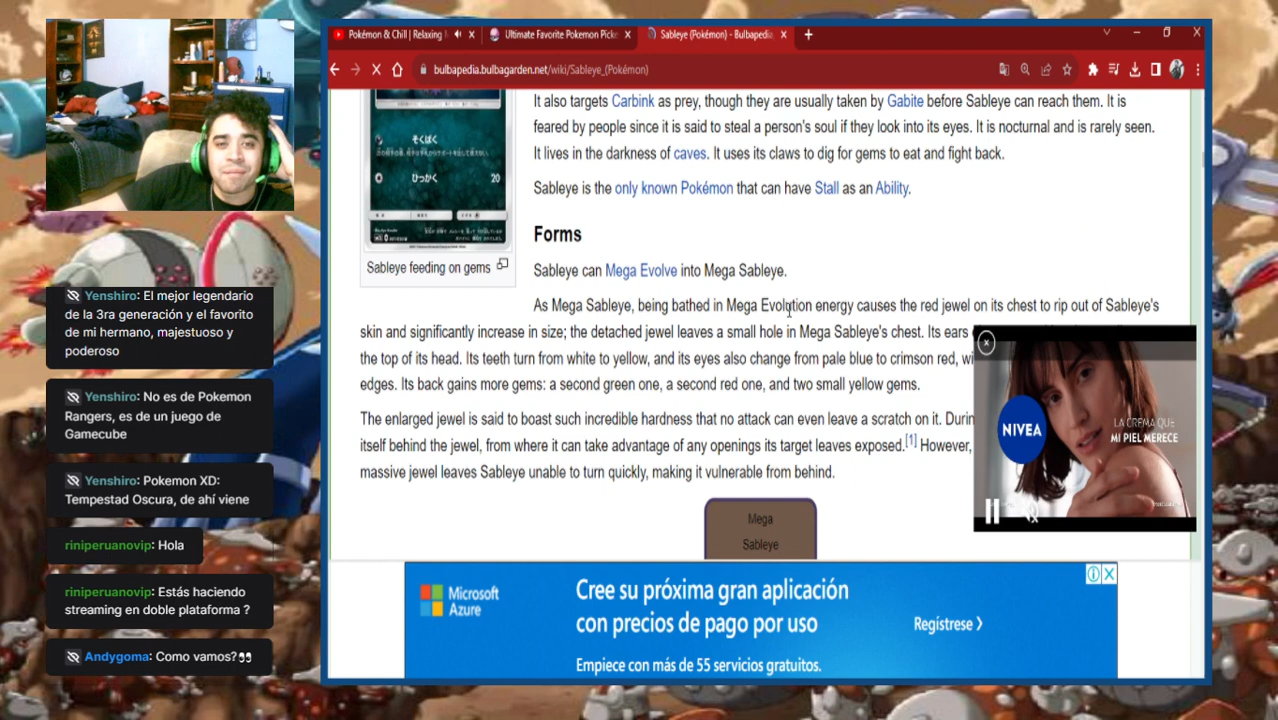 Pokémon & Chill | Relaxing
Ultimate Favorite Pokemon Picke
Sableye (Pokémon) - Bulbapedia,
bulbapedia.bulbagarden.net/wiki/Sableye_(Pokémon)
It also targets Carbink as prey, though they are usually taken by Gabite before Sableye can reach them. It is
feared by people since it is said to steal a person's soul if they look into its eyes. It is nocturnal and is rarely seen.
It lives in the darkness of caves. It uses its claws to dig for gems to eat and fight back.
Sableye is the only known Pokémon that can have Stall as an Ability.
そくばく
ひっかく 20
Sableye feeding on gems
Forms
Sableye can Mega Evolve into Mega Sableye.
As Mega Sableye, being bathed in Mega Evolution energy causes the red jewel on its chest to rip out of Sableye's
skin and significantly increase in size; the detached jewel leaves a small hole in Mega Sableye's chest. Its ears
the top of its head. Its teeth turn from white to yellow, and its eyes also change from pale blue to crimson red, wi
edges. Its back gains more gems: a second green one, a second red one, and two small yellow gems.
The enlarged jewel is said to boast such incredible hardness that no attack can even leave a scratch on it. Durin
itself behind the jewel, from where it can take advantage of any openings its target leaves exposed.[1] However,
massive jewel leaves Sableye unable to turn quickly, making it vulnerable from behind.
Mega
Sableye
NIVEA
LA CREMA QUE
MI PIEL MERECE
Microsoft
Azure
Cree su próxima gran aplicación
con precios de pago por uso
Empiece con más de 55 servicios gratuitos.
Regístrese
Yenshiro: El mejor legendario
de la 3ra generación y el favorito
de mi hermano, majestuoso y
poderoso
Yenshiro: No es de Pokemon
Rangers, es de un juego de
Gamecube
Yenshiro: Pokemon XD:
Tempestad Oscura, de ahí viene
riniperuanovip: Hola
riniperuanovip: Estás haciendo
streaming en doble plataforma ?
Andygoma: Como vamos?👀